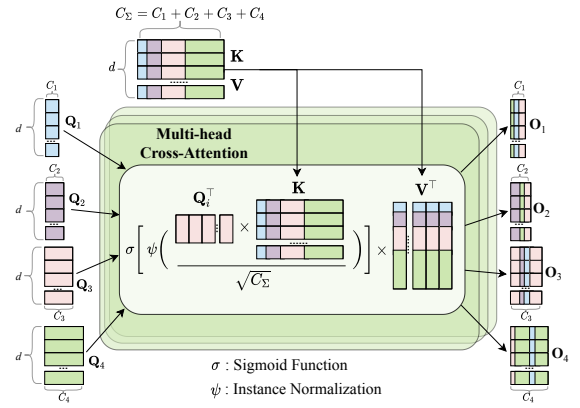 C_Σ = C_1 + C_2 + C_3 + C_4
d
K
V
......
C_1
d
Q_1
...
C_2
d
Q_2
...
d
Q_3
...
C_3
d
Q_4
...
C_4
Multi-head
Cross-Attention
K
V^⊤
Q_i^⊤
σ[ψ( × / √C_Σ )] ×
......
C_1
O_1
d
...
C_2
O_2
d
...
O_3
d
...
C_3
O_4
d
...
C_4
σ : Sigmoid Function
ψ : Instance Normalization